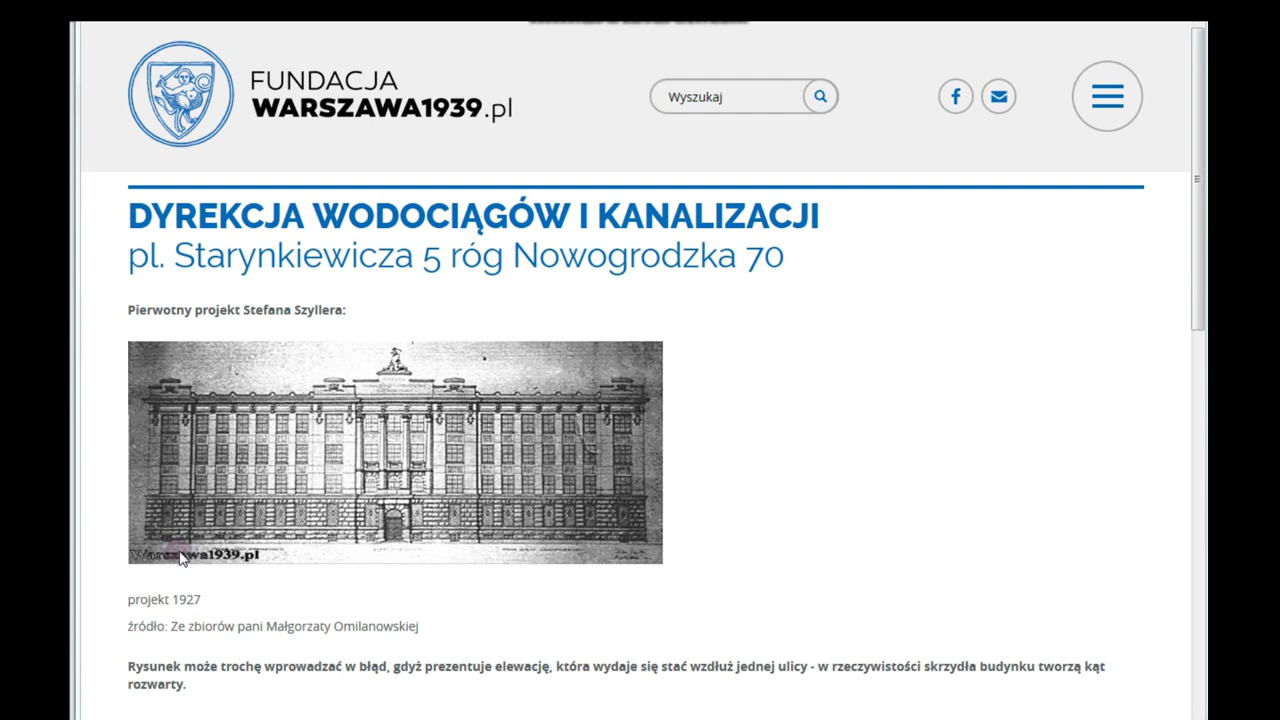 FUNDACJA
WARSZAWA1939.pl
Wyszukaj
DYREKCJA WODOCIĄGÓW I KANALIZACJI
pl. Starynkiewicza 5 róg Nowogrodzka 70
Pierwotny projekt Stefana Szyllera:
Warszawa1939.pl
projekt 1927
źródło: Ze zbiorów pani Małgorzaty Omilanowskiej
Rysunek może trochę wprowadzać w błąd, gdyż prezentuje elewację, która wydaje się stać wzdłuż jednej ulicy - w rzeczywistości skrzydła budynku tworzą kąt
rozwarty.